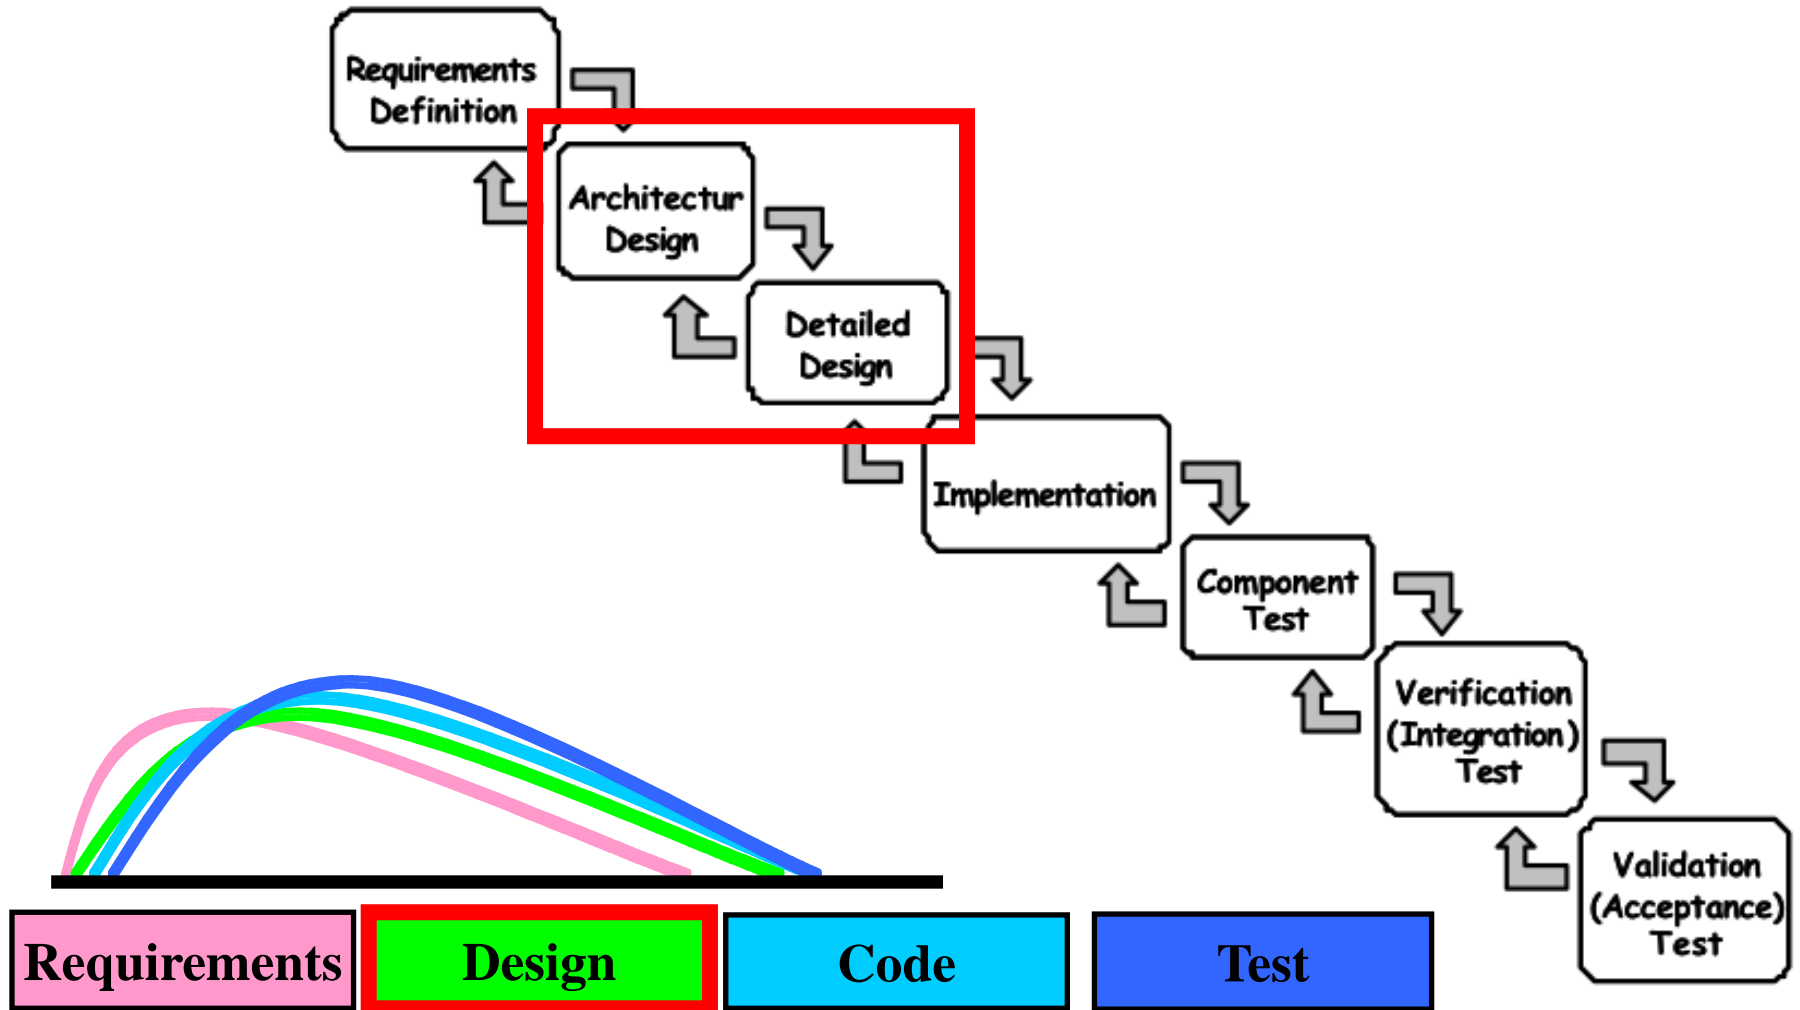 Requirements
Definition
Architectur
Design
Detailed
Design
Implementation
Component
Test
Verification
(Integration)
Test
Validation
(Acceptance)
Test
Requirements
Design
Code
Test